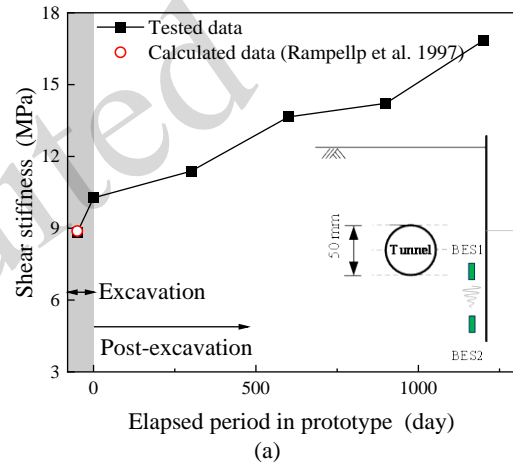 Tested data
Calculated data (Rampellp et al. 1997)
18
15
12
9
6
3
Shear stiffness (MPa)
50 mm
Tunnel
BES1
BES2
Excavation
Post-excavation
0
500
1000
Elapsed period in prototype (day)
(a)